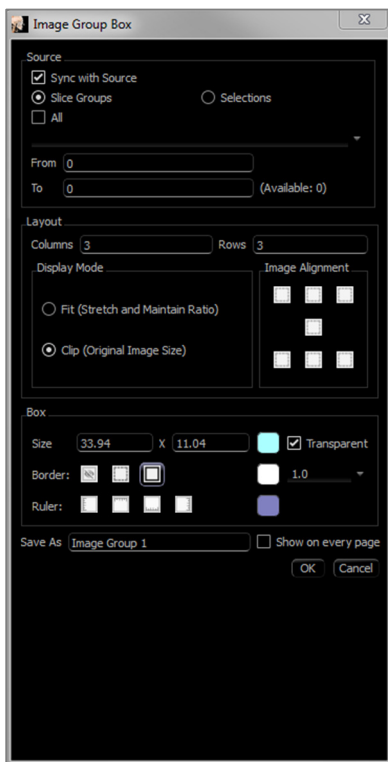 Image Group Box
Source
Sync with Source
Slice Groups Selections
All
From 0
To 0 (Available: 0)
Layout
Columns 3 Rows 3
Display Mode Image Alignment
Fit (Stretch and Maintain Ratio)
Clip (Original Image Size)
Box
Size 33.94 X 11.04 Transparent
Border: 1.0
Ruler:
Save As Image Group 1 Show on every page
OK Cancel